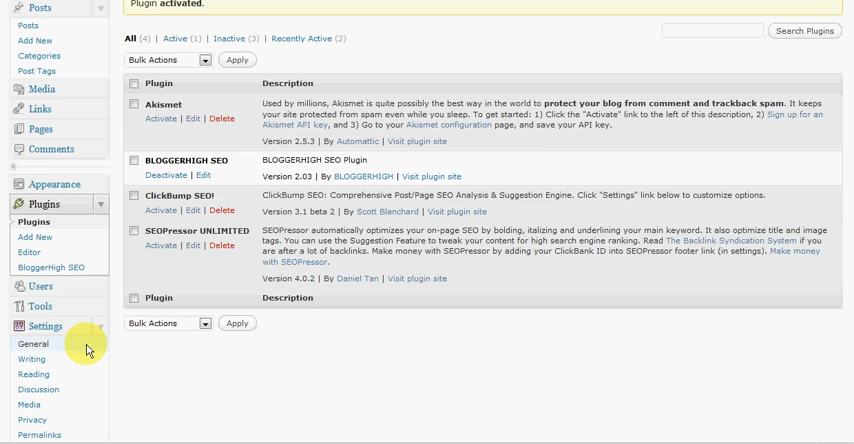 Posts
Posts
Add New
Categories
Post Tags
Media
Links
Pages
Comments
Appearance
Plugins
Plugins
Add New
Editor
BloggerHigh SEO
Users
Tools
Settings
General
Writing
Reading
Discussion
Media
Privacy
Permalinks
Plugin activated.
All (4) | Active (1) | Inactive (3) | Recently Active (2)
Search Plugins
Bulk Actions Apply
Plugin Description
Akismet
Activate | Edit | Delete
Used by millions, Akismet is quite possibly the best way in the world to protect your blog from comment and trackback spam. It keeps
your site protected from spam even while you sleep. To get started: 1) Click the "Activate" link to the left of this description, 2) Sign up for an
Akismet API key, and 3) Go to your Akismet configuration page, and save your API key.
Version 2.5.3 | By Automattic | Visit plugin site
BLOGGERHIGH SEO
Deactivate | Edit
BLOGGERHIGH SEO Plugin
Version 2.03 | By BLOGGERHIGH | Visit plugin site
ClickBump SEO!
Activate | Edit | Delete
ClickBump SEO: Comprehensive Post/Page SEO Analysis & Suggestion Engine. Click "Settings" link below to customize options.
Version 3.1 beta 2 | By Scott Blanchard | Visit plugin site
SEOPressor UNLIMITED
Activate | Edit | Delete
SEOPressor automatically optimizes your on-page SEO by bolding, italizing and underlining your main keyword. It also optimize title and image
tags. You can use the Suggestion Feature to tweak your content for high search engine ranking. Read The Backlink Syndication System if you
are after a lot of backlinks. Make money with SEOPressor by adding your ClickBank ID into SEOPressor footer link (in settings). Make money
with SEOPressor.
Version 4.0.2 | By Daniel Tan | Visit plugin site
Plugin Description
Bulk Actions Apply